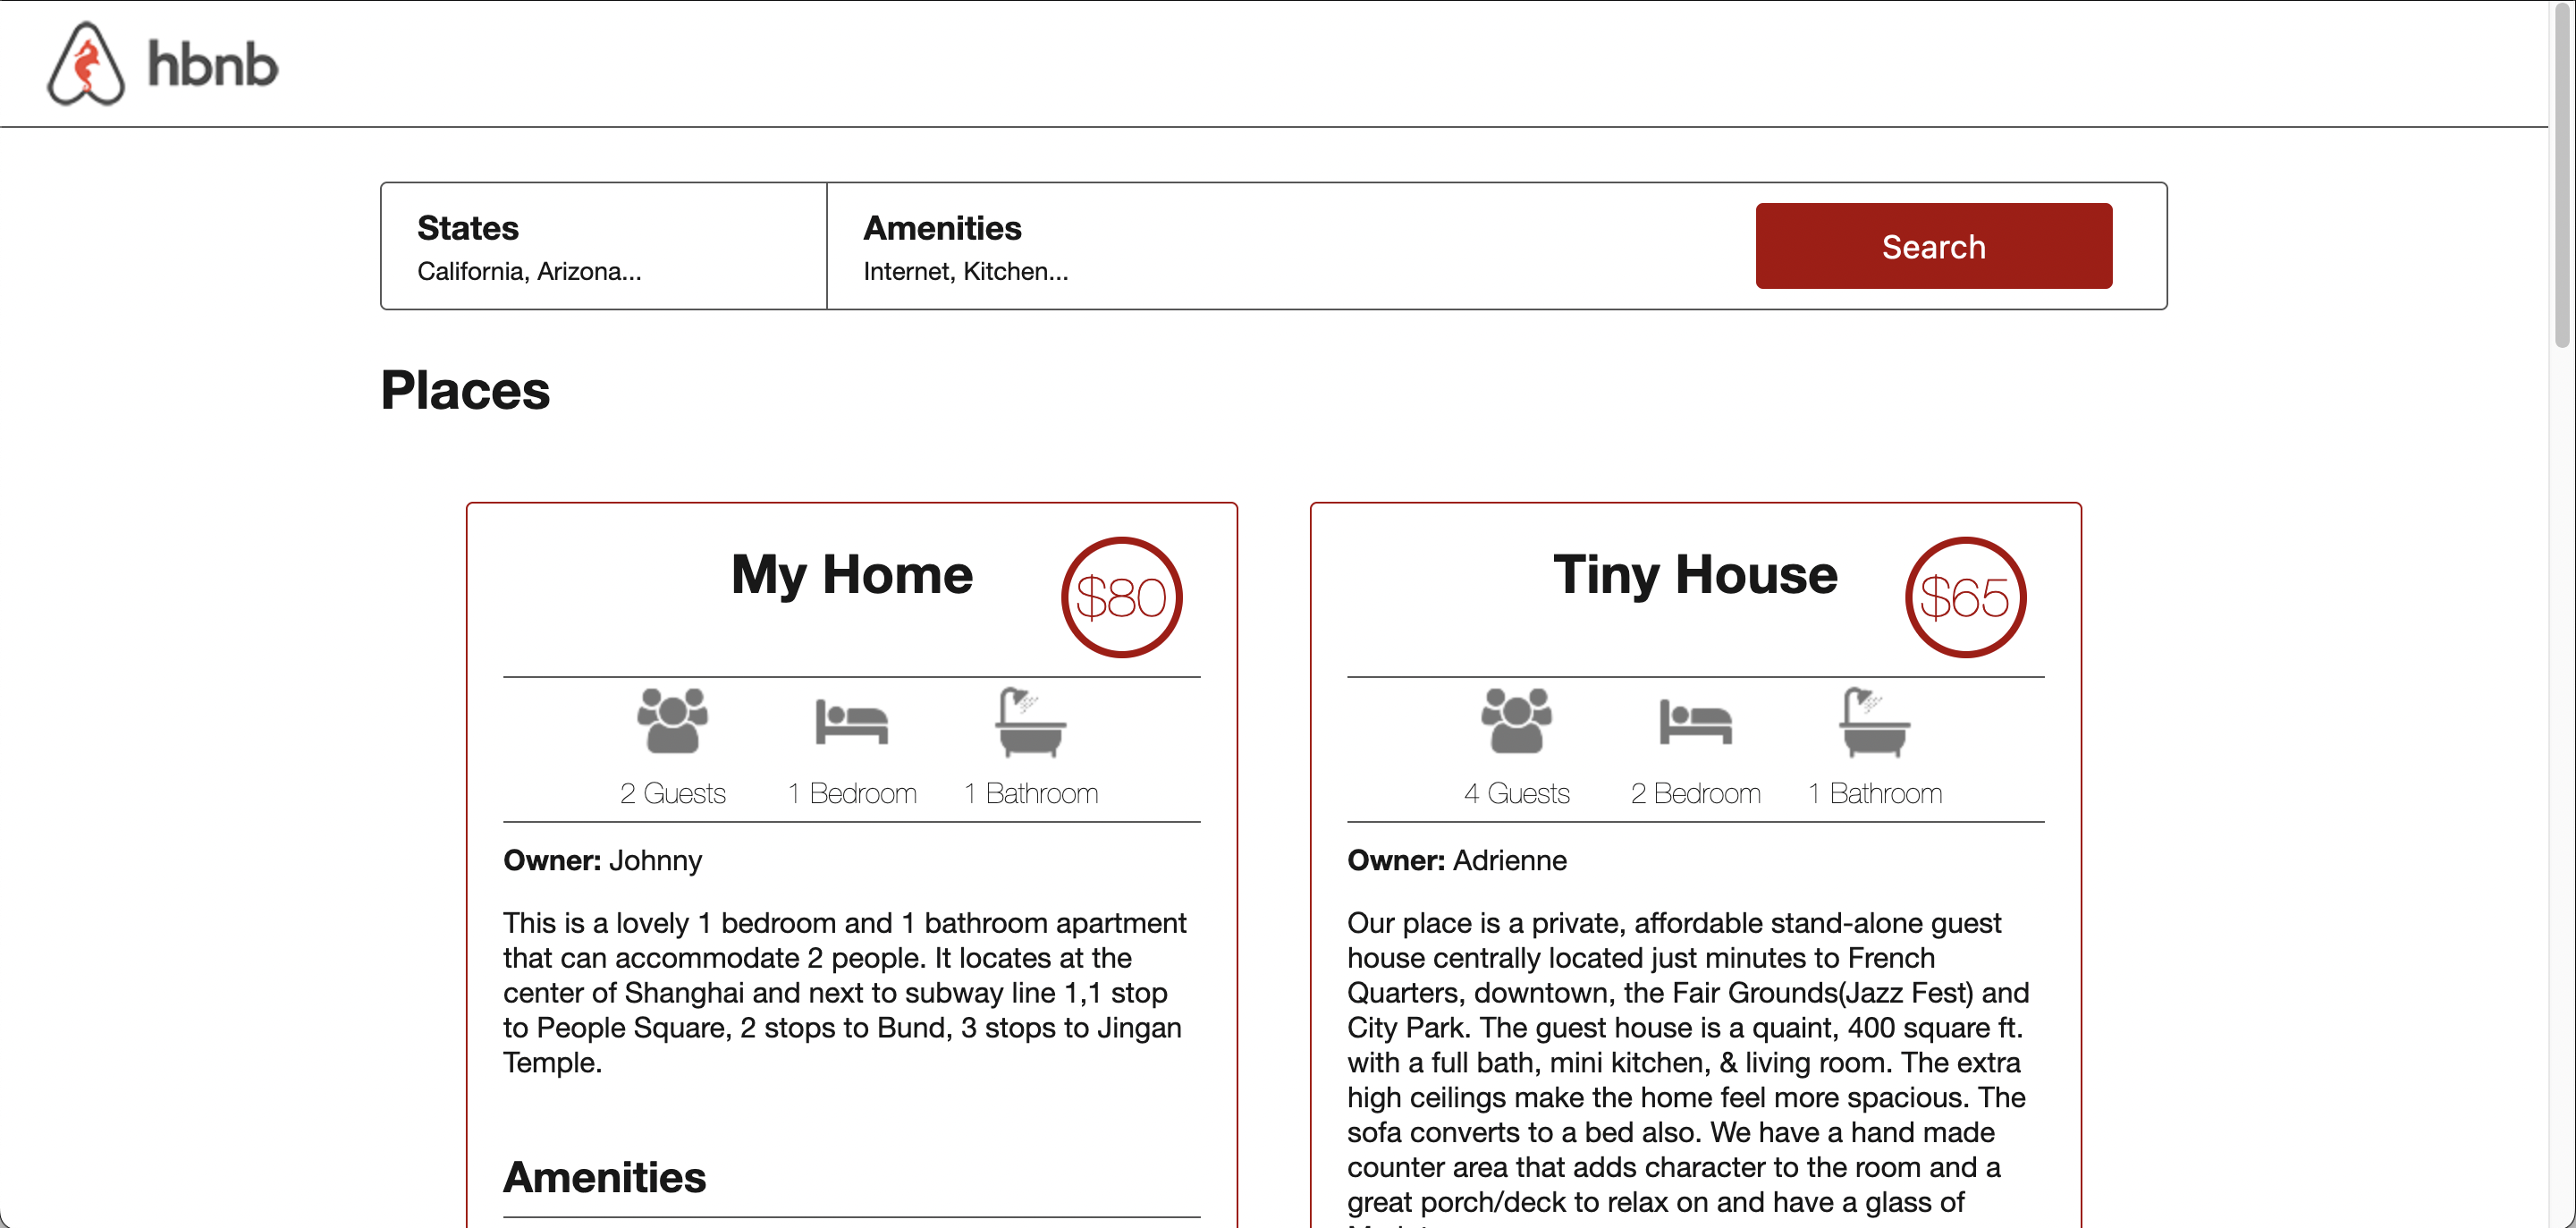 hbnb
States
California, Arizona...
Amenities
Internet, Kitchen...
Search
Places
My Home
$80
2 Guests
1 Bedroom
1 Bathroom
Owner: Johnny
This is a lovely 1 bedroom and 1 bathroom apartment
that can accommodate 2 people. It locates at the
center of Shanghai and next to subway line 1,1 stop
to People Square, 2 stops to Bund, 3 stops to Jingan
Temple.
Amenities
Tiny House
$65
4 Guests
2 Bedroom
1 Bathroom
Owner: Adrienne
Our place is a private, affordable stand-alone guest
house centrally located just minutes to French
Quarters, downtown, the Fair Grounds(Jazz Fest) and
City Park. The guest house is a quaint, 400 square ft.
with a full bath, mini kitchen, & living room. The extra
high ceilings make the home feel more spacious. The
sofa converts to a bed also. We have a hand made
counter area that adds character to the room and a
great porch/deck to relax on and have a glass of